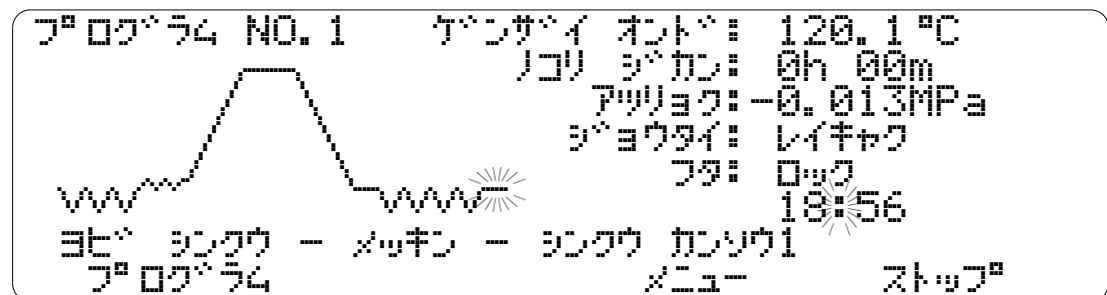 プログラム NO.1 ゲンザイ オンド: 120.1℃
ノコリ ジカン: 0h 00m
アツリョク:-0.013MPa
ジョウタイ: レイキャク
フタ: ロック
18:56
ヨビ シンクウ - メッキン - シンクウ カンソウ1
プログラム メニュー ストップ